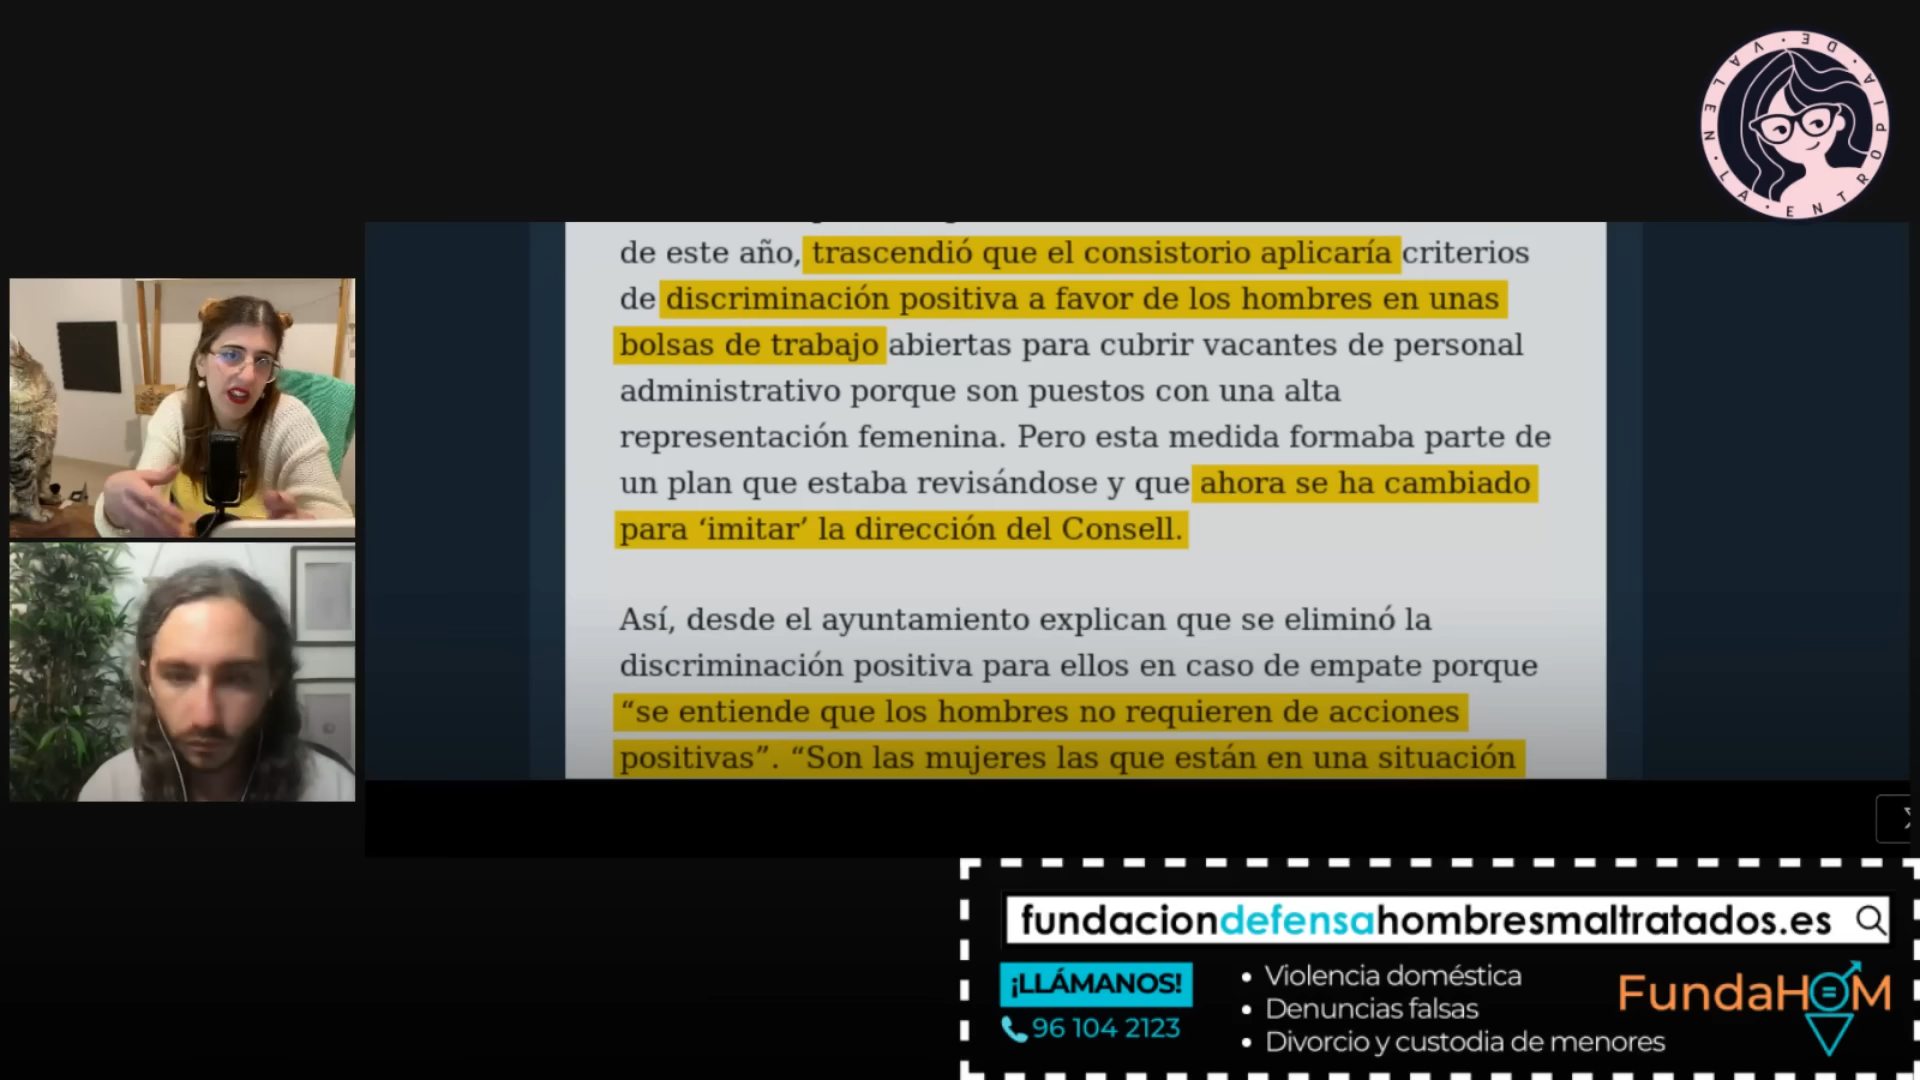 LA ENTROPIA DE VALEN
de este año, trascendió que el consistorio aplicaría criterios
de discriminación positiva a favor de los hombres en unas
bolsas de trabajo abiertas para cubrir vacantes de personal
administrativo porque son puestos con una alta
representación femenina. Pero esta medida formaba parte de
un plan que estaba revisándose y que ahora se ha cambiado
para ‘imitar’ la dirección del Consell.
Así, desde el ayuntamiento explican que se eliminó la
discriminación positiva para ellos en caso de empate porque
“se entiende que los hombres no requieren de acciones
positivas”. “Son las mujeres las que están en una situación
fundaciondefensahombresmaltratados.es
¡LLÁMANOS!
96 104 2123
• Violencia doméstica
• Denuncias falsas
• Divorcio y custodia de menores
FundaHOM